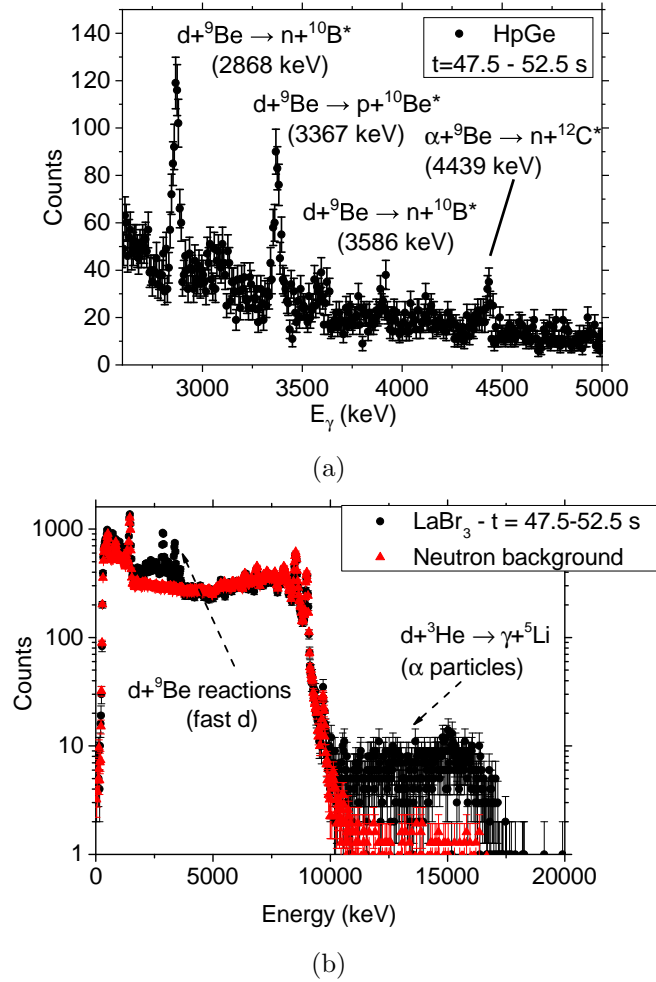 d+⁹Be → n+¹⁰B*
(2868 keV)
HpGe
t=47.5 - 52.5 s
d+⁹Be → p+¹⁰Be*
(3367 keV)
α+⁹Be → n+¹²C*
(4439 keV)
d+⁹Be → n+¹⁰B*
(3586 keV)
140
120
100
80
60
40
20
0
Counts
3000 3500 4000 4500 5000
E_γ (keV)
(a)
LaBr₃ - t = 47.5-52.5 s
Neutron background
1000
100
10
1
Counts
d+⁹Be reactions
(fast d)
d+³He → γ+⁵Li
(α particles)
0 5000 10000 15000 20000
Energy (keV)
(b)